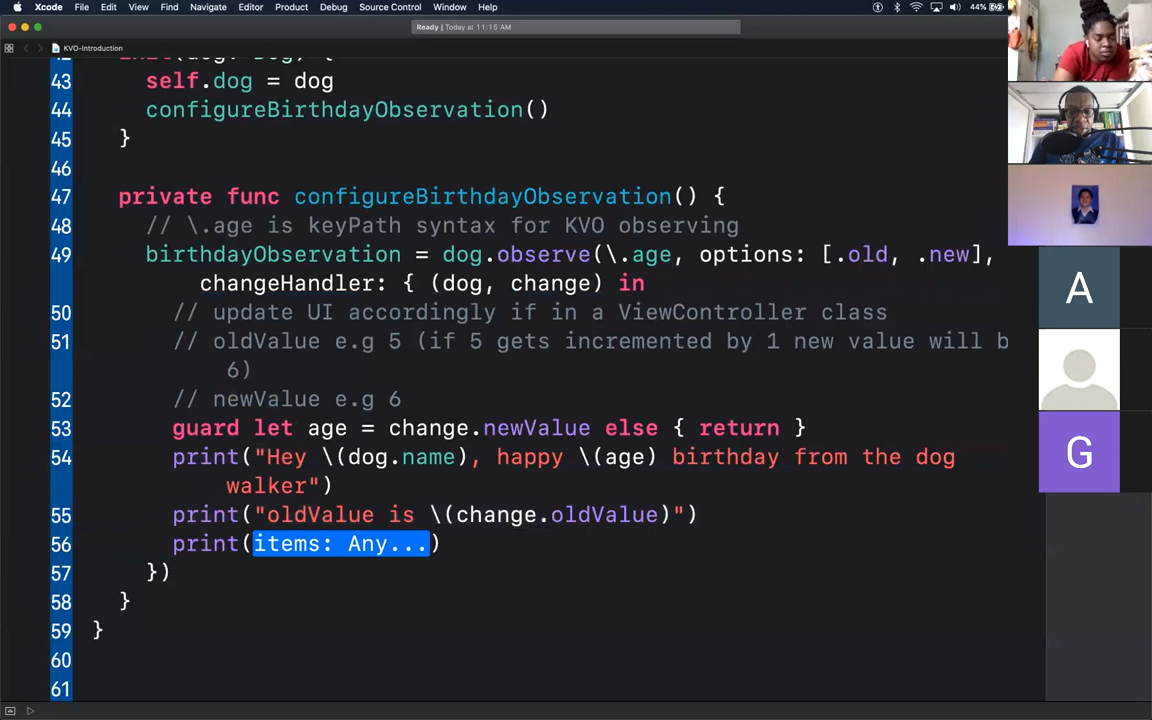 Xcode File Edit View Find Navigate Editor Product Debug Source Control Window Help 44%
Ready | Today at 11:15 AM
KVO-Introduction
43 self.dog = dog
44 configureBirthdayObservation()
45 }
46
47 private func configureBirthdayObservation() {
48 // \.age is keyPath syntax for KVO observing
49 birthdayObservation = dog.observe(\.age, options: [.old, .new],
changeHandler: { (dog, change) in
50 // update UI accordingly if in a ViewController class
51 // oldValue e.g 5 (if 5 gets incremented by 1 new value will b
6)
52 // newValue e.g 6
53 guard let age = change.newValue else { return }
54 print("Hey \(dog.name), happy \(age) birthday from the dog
walker")
55 print("oldValue is \(change.oldValue)")
56 print(items: Any...)
57 })
58 }
59 }
60
61
A
G